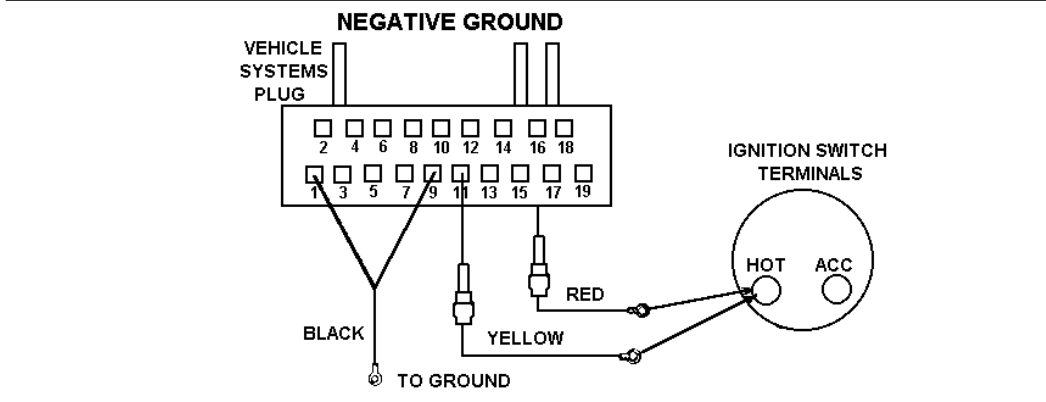 NEGATIVE GROUND
VEHICLE
SYSTEMS
PLUG
2 4 6 8 10 12 14 16 18
1 3 5 7 9 11 13 15 17 19
IGNITION SWITCH
TERMINALS
HOT ACC
RED
BLACK
YELLOW
TO GROUND